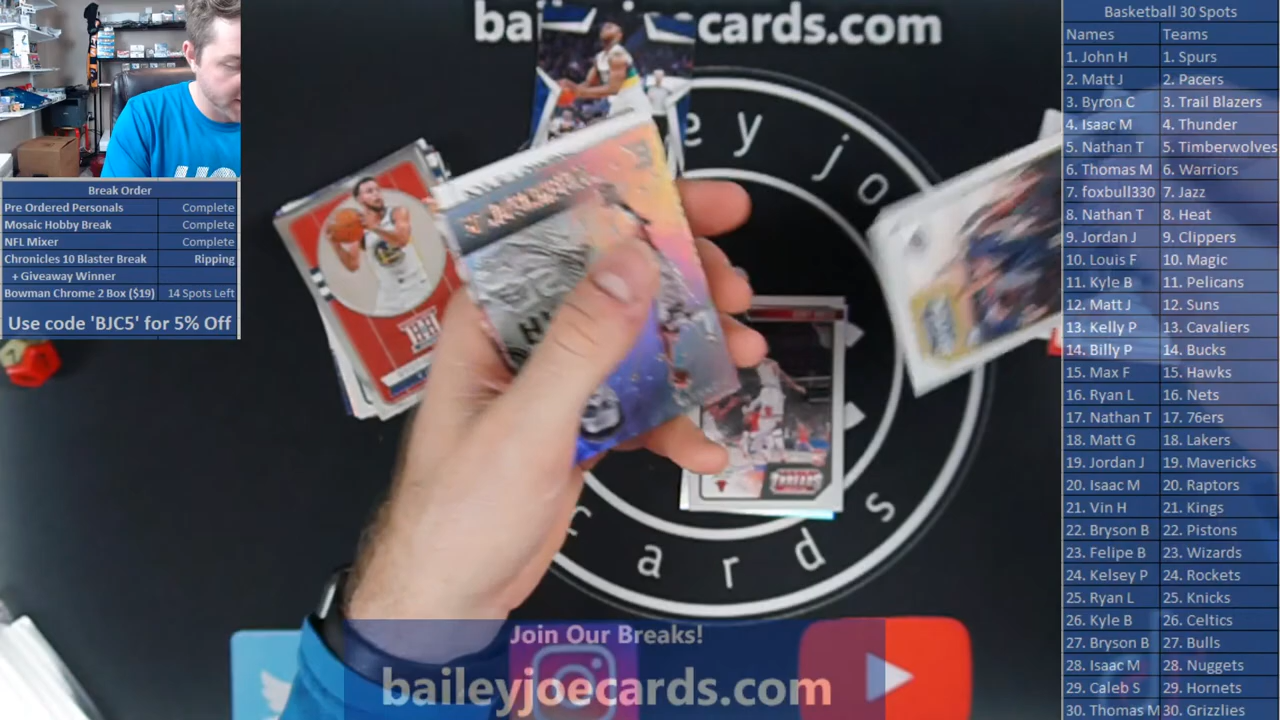 baileyjoecards.com
ey jo
cards
THREADS
Break Order
Pre Ordered Personals Complete
Mosaic Hobby Break Complete
NFL Mixer Complete
Chronicles 10 Blaster Break Ripping
+ Giveaway Winner
Bowman Chrome 2 Box ($19) 14 Spots Left
Use code 'BJC5' for 5% Off
Basketball 30 Spots
Names Teams
1. John H 1. Spurs
2. Matt J 2. Pacers
3. Byron C 3. Trail Blazers
4. Isaac M 4. Thunder
5. Nathan T 5. Timberwolves
6. Thomas M 6. Warriors
7. foxbull330 7. Jazz
8. Nathan T 8. Heat
9. Jordan J 9. Clippers
10. Louis F 10. Magic
11. Kyle B 11. Pelicans
12. Matt J 12. Suns
13. Kelly P 13. Cavaliers
14. Billy P 14. Bucks
15. Max F 15. Hawks
16. Ryan L 16. Nets
17. Nathan T 17. 76ers
18. Matt G 18. Lakers
19. Jordan J 19. Mavericks
20. Isaac M 20. Raptors
21. Vin H 21. Kings
22. Bryson B 22. Pistons
23. Felipe B 23. Wizards
24. Kelsey P 24. Rockets
25. Ryan L 25. Knicks
26. Kyle B 26. Celtics
27. Bryson B 27. Bulls
28. Isaac M 28. Nuggets
29. Caleb S 29. Hornets
30. Thomas M 30. Grizzlies
Join Our Breaks!
baileyjoecards.com